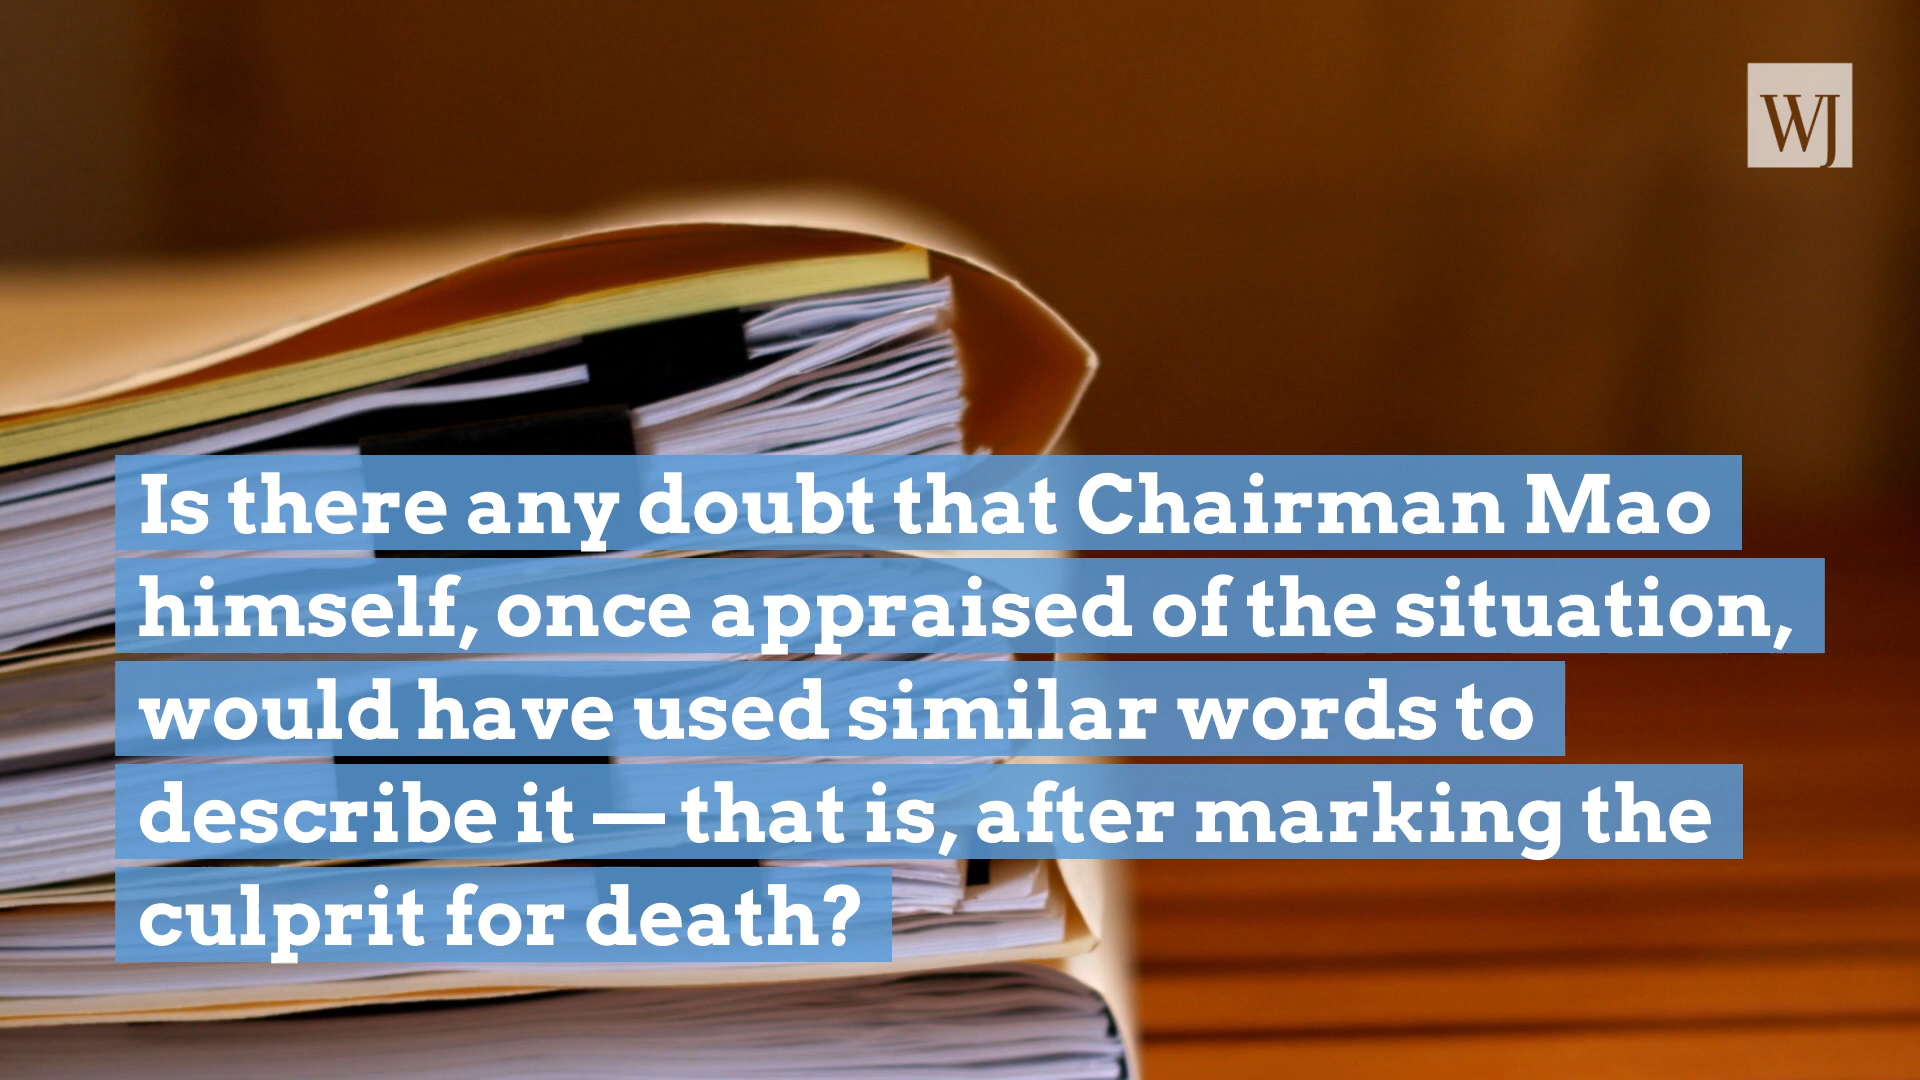 WJ
Is there any doubt that Chairman Mao
himself, once appraised of the situation,
would have used similar words to
describe it — that is, after marking the
culprit for death?